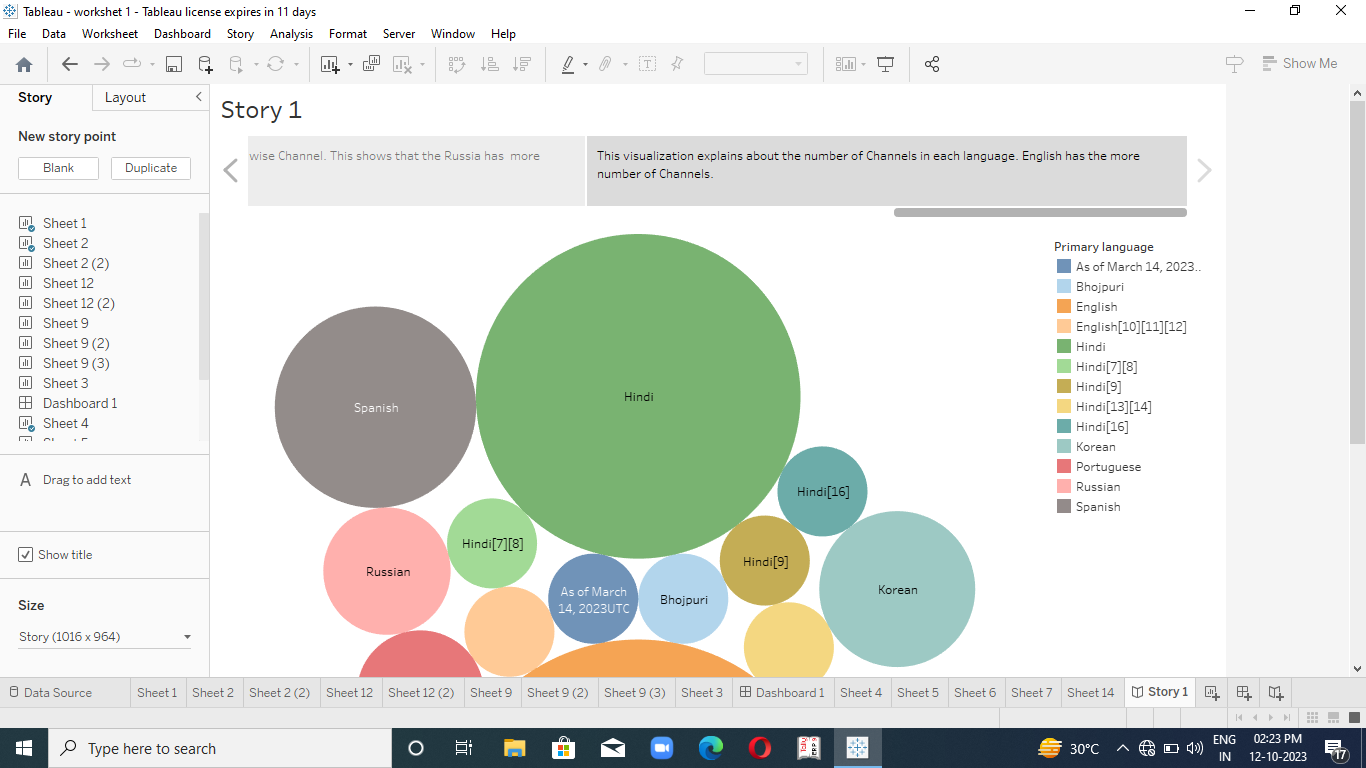 Tableau - workshet 1 - Tableau license expires in 11 days
File Data Worksheet Dashboard Story Analysis Format Server Window Help
Show Me
Story Layout
New story point
Blank Duplicate
Sheet 1
Sheet 2
Sheet 2 (2)
Sheet 12
Sheet 12 (2)
Sheet 9
Sheet 9 (2)
Sheet 9 (3)
Sheet 3
Dashboard 1
Sheet 4
A Drag to add text
Show title
Size
Story (1016 x 964)
Story 1
wise Channel. This shows that the Russia has more
This visualization explains about the number of Channels in each language. English has the more
number of Channels.
Spanish
Hindi
Hindi[16]
Hindi[7][8]
Hindi[9]
Russian
As of March
14, 2023UTC
Bhojpuri
Korean
Primary language
As of March 14, 2023..
Bhojpuri
English
English[10][11][12]
Hindi
Hindi[7][8]
Hindi[9]
Hindi[13][14]
Hindi[16]
Korean
Portuguese
Russian
Spanish
Data Source Sheet 1 Sheet 2 Sheet 2 (2) Sheet 12 Sheet 12 (2) Sheet 9 Sheet 9 (2) Sheet 9 (3) Sheet 3 Dashboard 1 Sheet 4 Sheet 5 Sheet 6 Sheet 7 Sheet 14 Story 1
Type here to search
30°C
ENG
IN
02:23 PM
12-10-2023
17